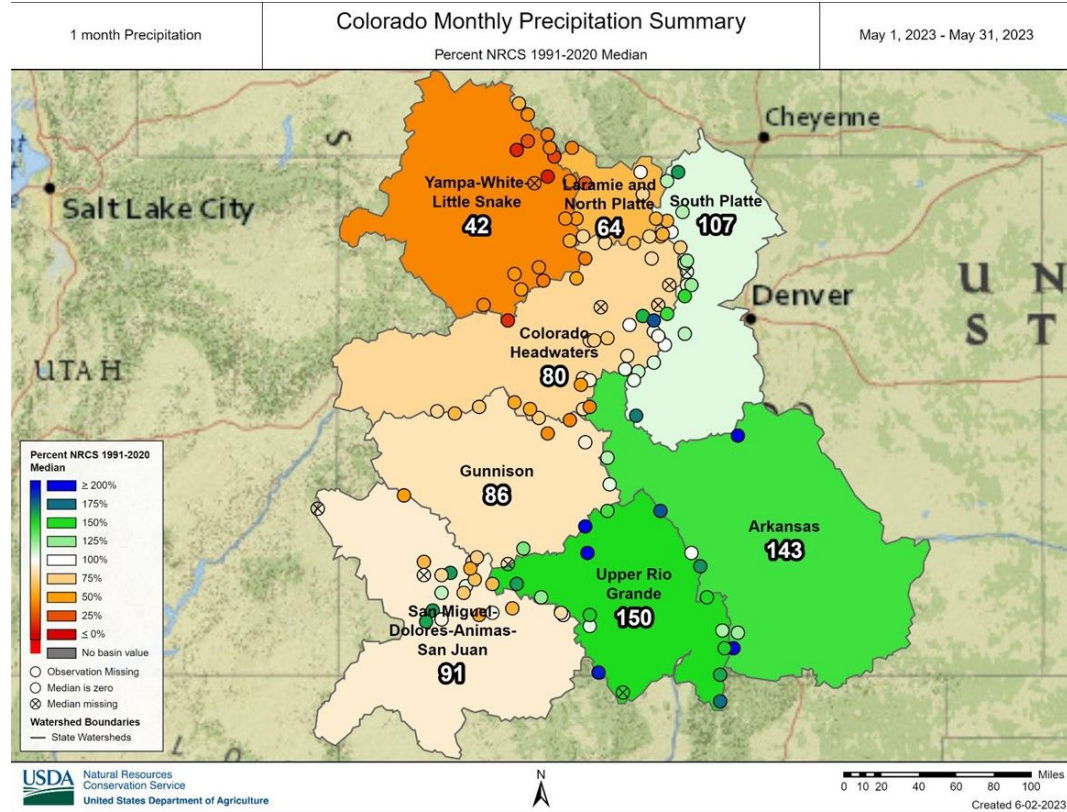 1 month Precipitation
Colorado Monthly Precipitation Summary
Percent NRCS 1991-2020 Median
May 1, 2023 - May 31, 2023
Cheyenne
S
Salt Lake City
Yampa-White-
Little Snake
42
Laramie and
North Platte
64
South Platte
107
U N
S T
Denver
UTAH
Colorado
Headwaters
80
Gunnison
86
Arkansas
143
Upper Rio
Grande
150
San Miguel-
Dolores-Animas-
San Juan
91
Percent NRCS 1991-2020
Median
≥ 200%
175%
150%
125%
100%
75%
50%
25%
≤ 0%
No basin value
Observation Missing
Median is zero
Median missing
Watershed Boundaries
State Watersheds
L O
USDA
Natural Resources
Conservation Service
United States Department of Agriculture
N
Miles
0 10 20 40 60 80 100
Created 6-02-2023